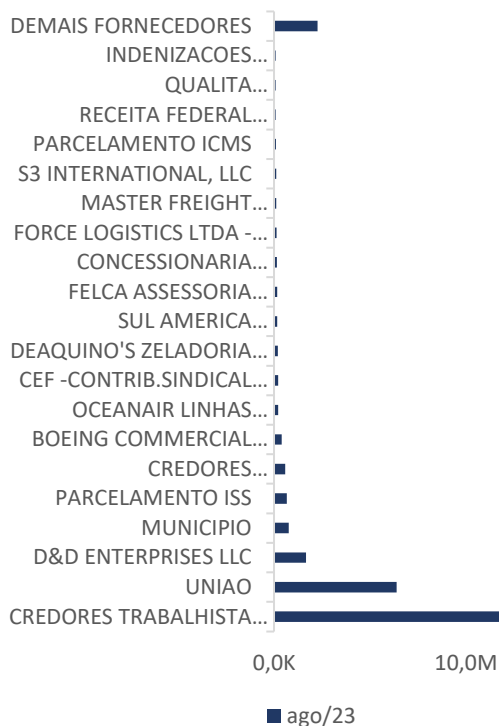 DEMAIS FORNECEDORES
INDENIZACOES...
QUALITA...
RECEITA FEDERAL...
PARCELAMENTO ICMS
S3 INTERNATIONAL, LLC
MASTER FREIGHT...
FORCE LOGISTICS LTDA -...
CONCESSIONARIA...
FELCA ASSESSORIA...
SUL AMERICA...
DEAQUINO'S ZELADORIA...
CEF -CONTRIB.SINDICAL...
OCEANAIR LINHAS...
BOEING COMMERCIAL...
CREDORES...
PARCELAMENTO ISS
MUNICIPIO
D&D ENTERPRISES LLC
UNIAO
CREDORES TRABALHISTA...
0,0K 10,0M
ago/23